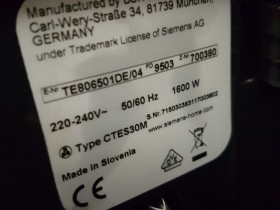 Manufactured by
Carl-Wery-Straße 34, 81739 München,
GERMANY
under Trademark License of Siemens AG
E-Nr TE806501DE/04 FD 9503 Z-Nr 700380
220-240V~ 50/60 Hz 1600 W
Type CTES30M S.Nr.
www.siemens-home.com
Made in Slovenia
CE